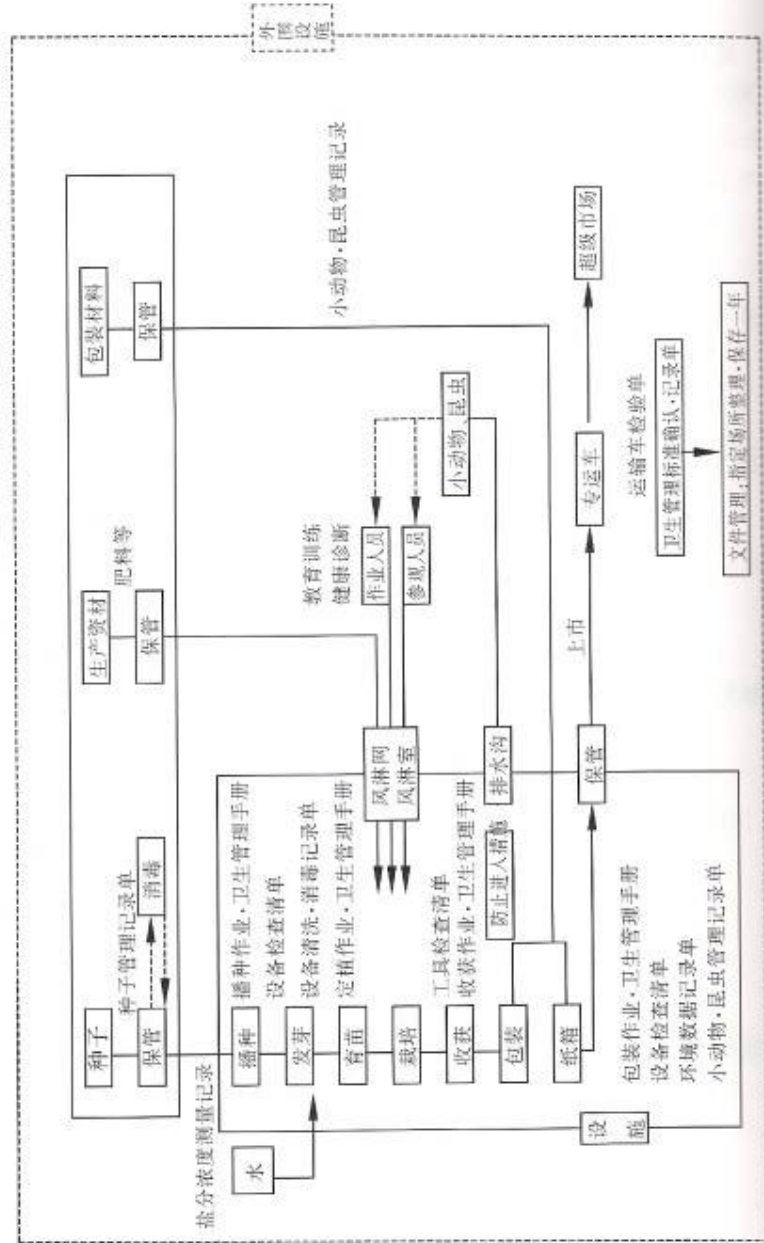 外围设施
种子
种子管理记录单
保管
消毒
生产资材
肥料等
保管
包装材料
保管
小动物·昆虫管理记录
盐分浓度测量记录
水
播种
发芽
育苗
栽培
收获
包装
纸箱
播种作业·卫生管理手册
设备检查清单
设备清洗·消毒记录单
定植作业·卫生管理手册
工具检查清单
收获作业·卫生管理手册
防止进入措施
风淋网
风淋室
排水沟
保管
教育训练
健康诊断
作业人员
参观人员
小动物、昆虫
设施
包装作业·卫生管理手册
设备检查清单
环境数据记录单
小动物·昆虫管理记录单
上市
专运车
超级市场
运输车检验单
卫生管理标准确认·记录单
文件管理:指定场所整理·保存一年